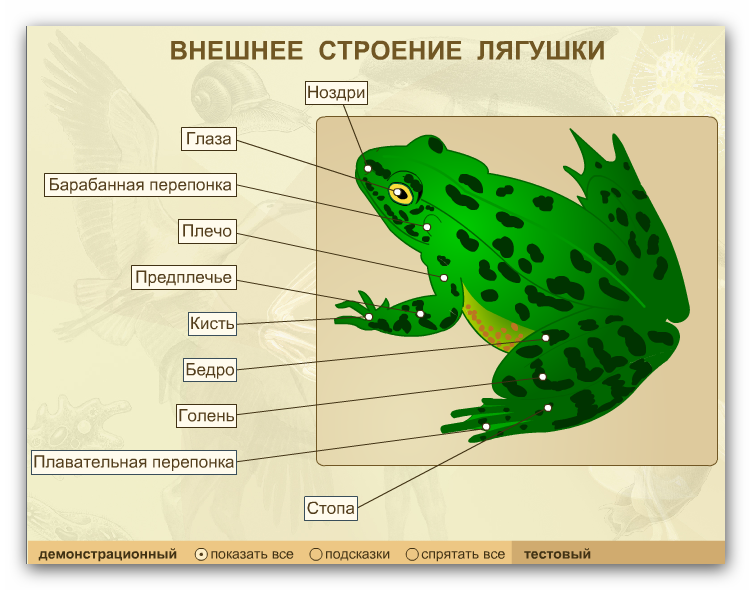 ВНЕШНЕЕ СТРОЕНИЕ ЛЯГУШКИ
Ноздри
Глаза
Барабанная перепонка
Плечо
Предплечье
Кисть
Бедро
Голень
Плавательная перепонка
Стопа
демонстрационный показать все подсказки спрятать все тестовый